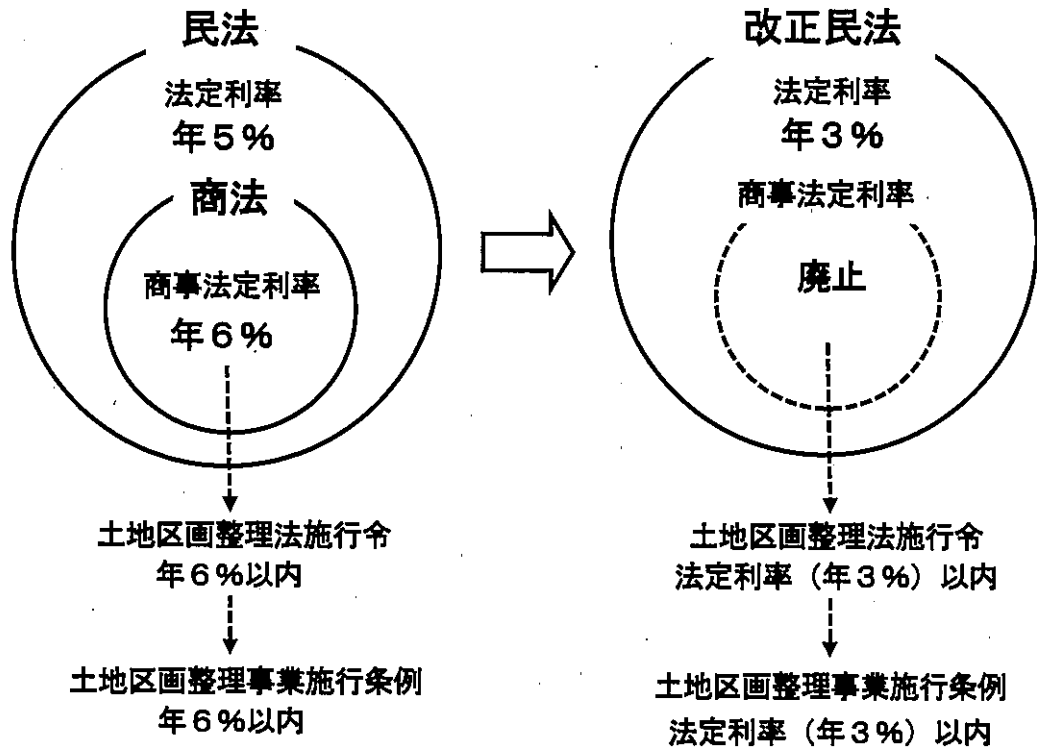 民法
法定利率
年5%
商法
商事法定利率
年6%
土地区画整理法施行令
年6%以内
土地区画整理事業施行条例
年6%以内
改正民法
法定利率
年3%
商事法定利率
廃止
土地区画整理法施行令
法定利率(年3%)以内
土地区画整理事業施行条例
法定利率(年3%)以内